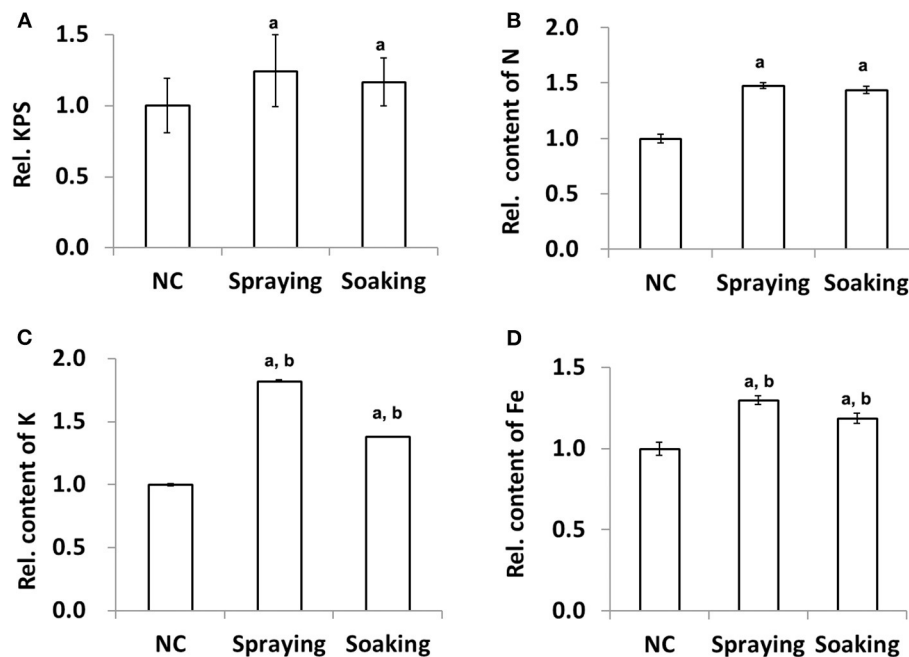 A
Rel. KPS
1.5
1.0
0.5
0.0
a
a
NC Spraying Soaking
B
Rel. content of N
2.0
1.5
1.0
0.5
0.0
a
a
NC Spraying Soaking
C
Rel. content of K
2.0
1.5
1.0
0.5
0.0
a, b
a, b
NC Spraying Soaking
D
Rel. content of Fe
1.5
1.0
0.5
0.0
a, b
a, b
NC Spraying Soaking